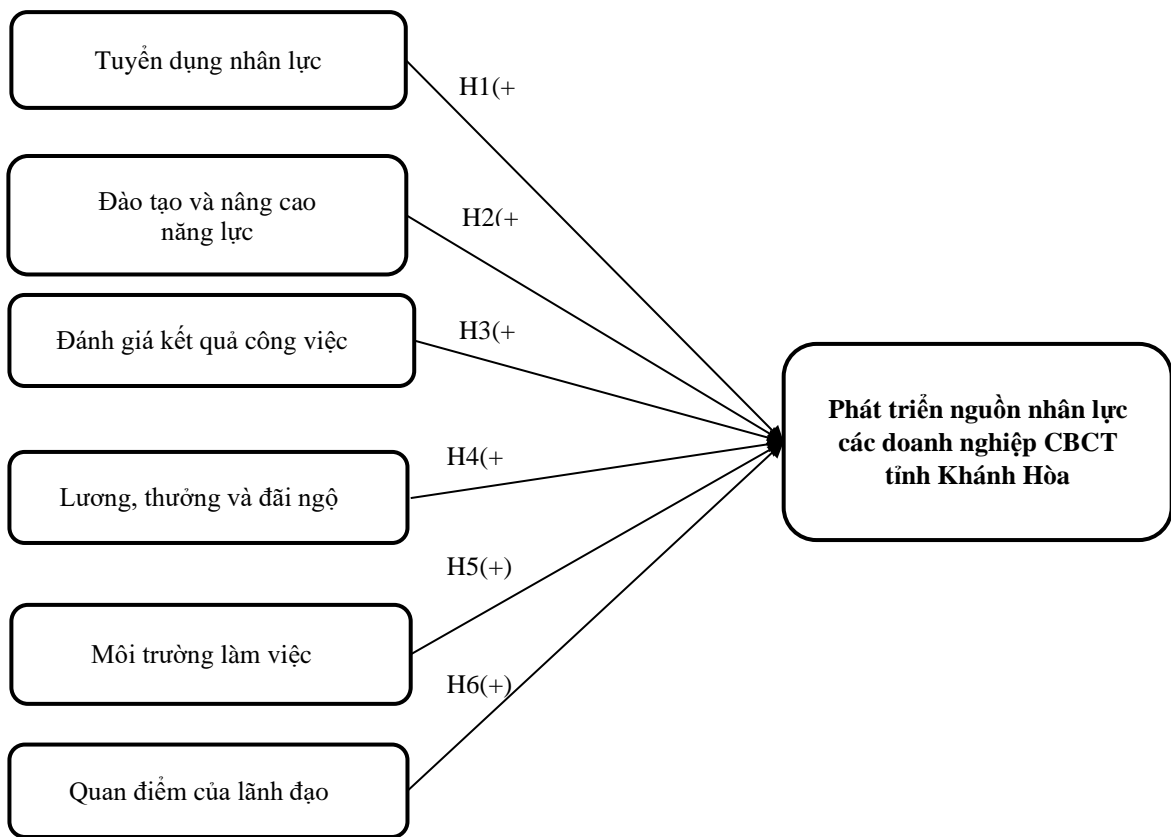 Tuyển dụng nhân lực
H1(+
Đào tạo và nâng cao
năng lực
H2(+
Đánh giá kết quả công việc
H3(+
Phát triển nguồn nhân lực
các doanh nghiệp CBCT
tỉnh Khánh Hòa
Lương, thưởng và đãi ngộ
H4(+
Môi trường làm việc
H5(+)
Quan điểm của lãnh đạo
H6(+)